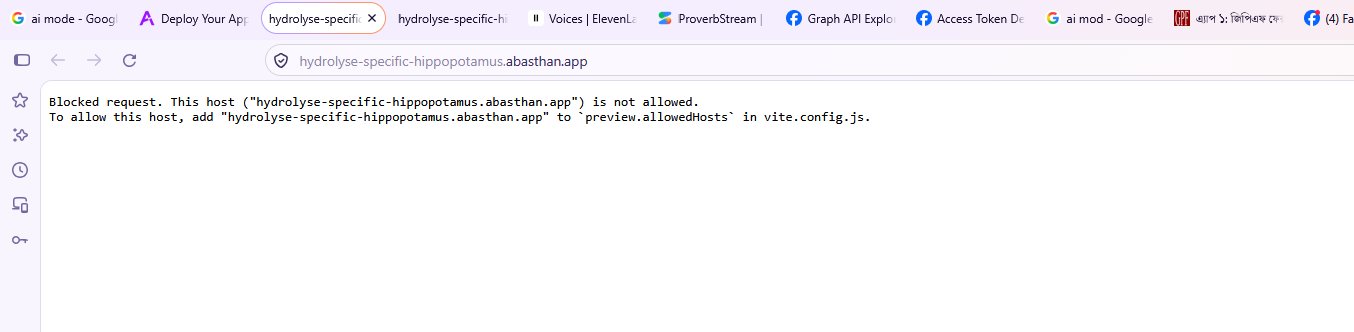 ai mode - Googl
Deploy Your App
hydrolyse-specific
hydrolyse-specific-hi
Voices | ElevenLa
ProverbStream |
Graph API Explo
Access Token De
ai mod - Google
GPF
এ্যাপ ১: জিপিএফ ফে
(4) Fa
hydrolyse-specific-hippopotamus.abasthan.app
Blocked request. This host ("hydrolyse-specific-hippopotamus.abasthan.app") is not allowed.
To allow this host, add "hydrolyse-specific-hippopotamus.abasthan.app" to `preview.allowedHosts` in vite.config.js.